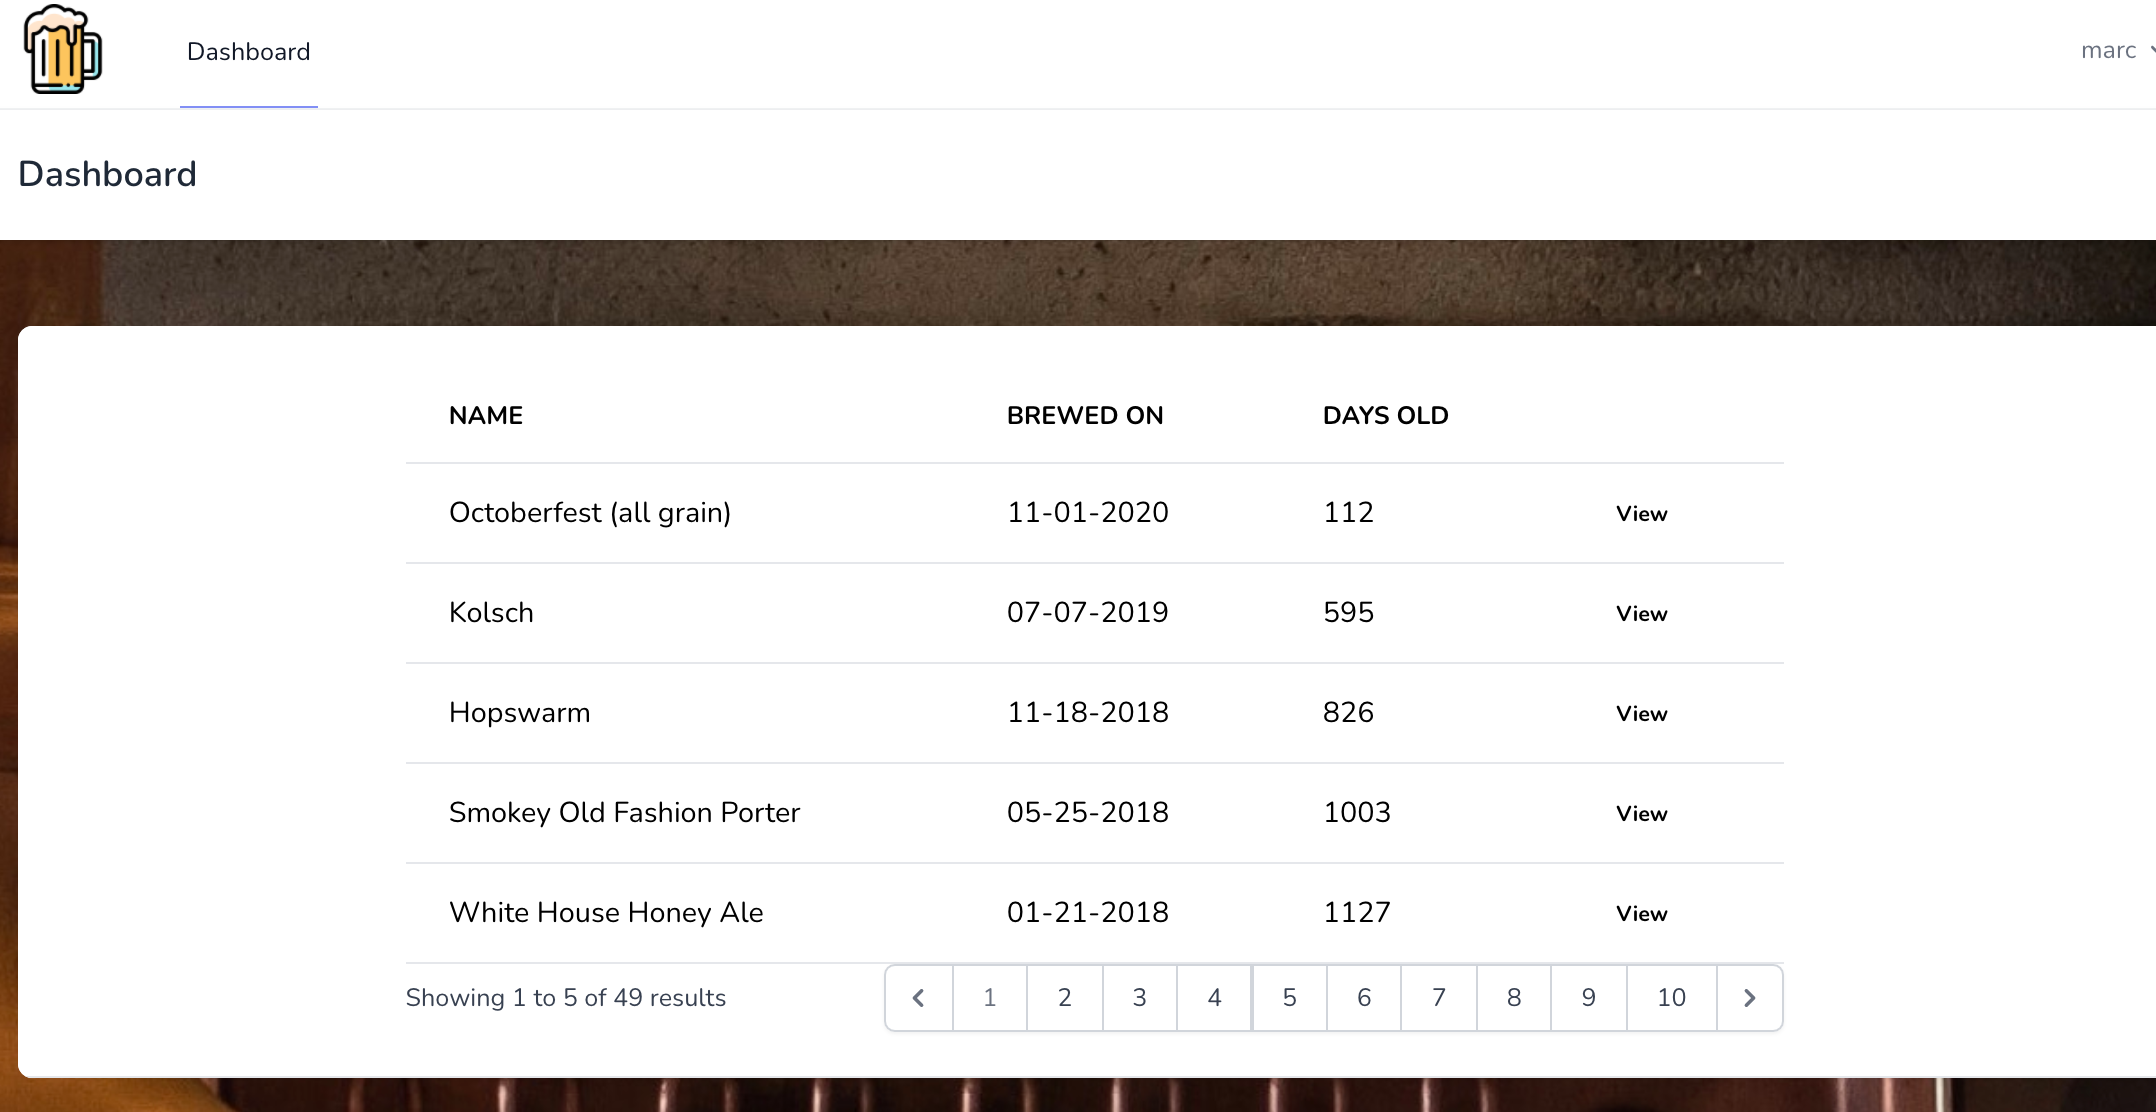 Dashboard
marc
Dashboard
NAME BREWED ON DAYS OLD
Octoberfest (all grain) 11-01-2020 112 View
Kolsch 07-07-2019 595 View
Hopswarm 11-18-2018 826 View
Smokey Old Fashion Porter 05-25-2018 1003 View
White House Honey Ale 01-21-2018 1127 View
Showing 1 to 5 of 49 results 1 2 3 4 5 6 7 8 9 10